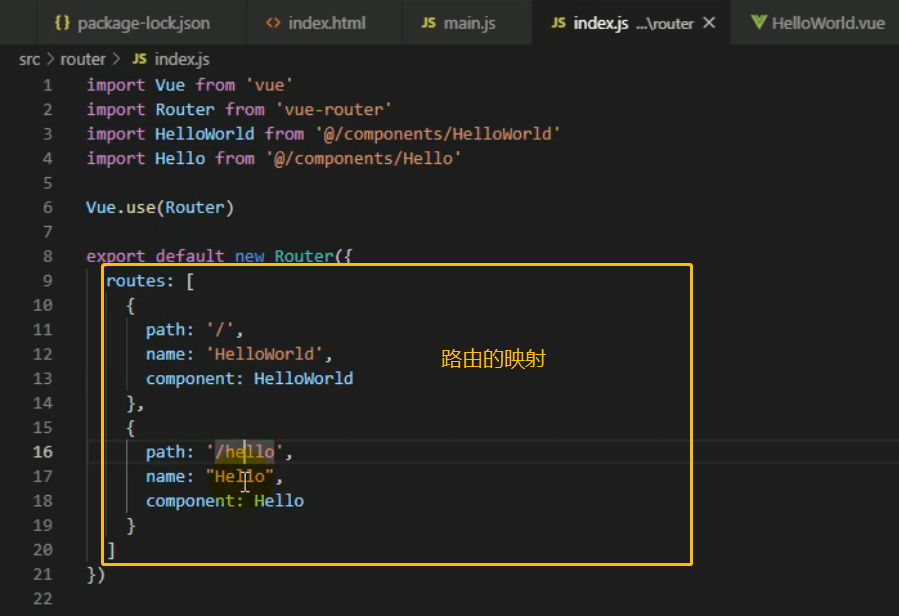 package-lock.json index.html main.js index.js ...\router HelloWorld.vue
src > router > JS index.js
1 import Vue from 'vue'
2 import Router from 'vue-router'
3 import HelloWorld from '@/components/HelloWorld'
4 import Hello from '@/components/Hello'
5
6 Vue.use(Router)
7
8 export default new Router({
9 routes: [
10 {
11 path: '/',
12 name: 'HelloWorld',
路由的映射
13 component: HelloWorld
14 },
15 {
16 path: '/hello',
17 name: "Hello",
18 component: Hello
19 }
20 ]
21 })
22